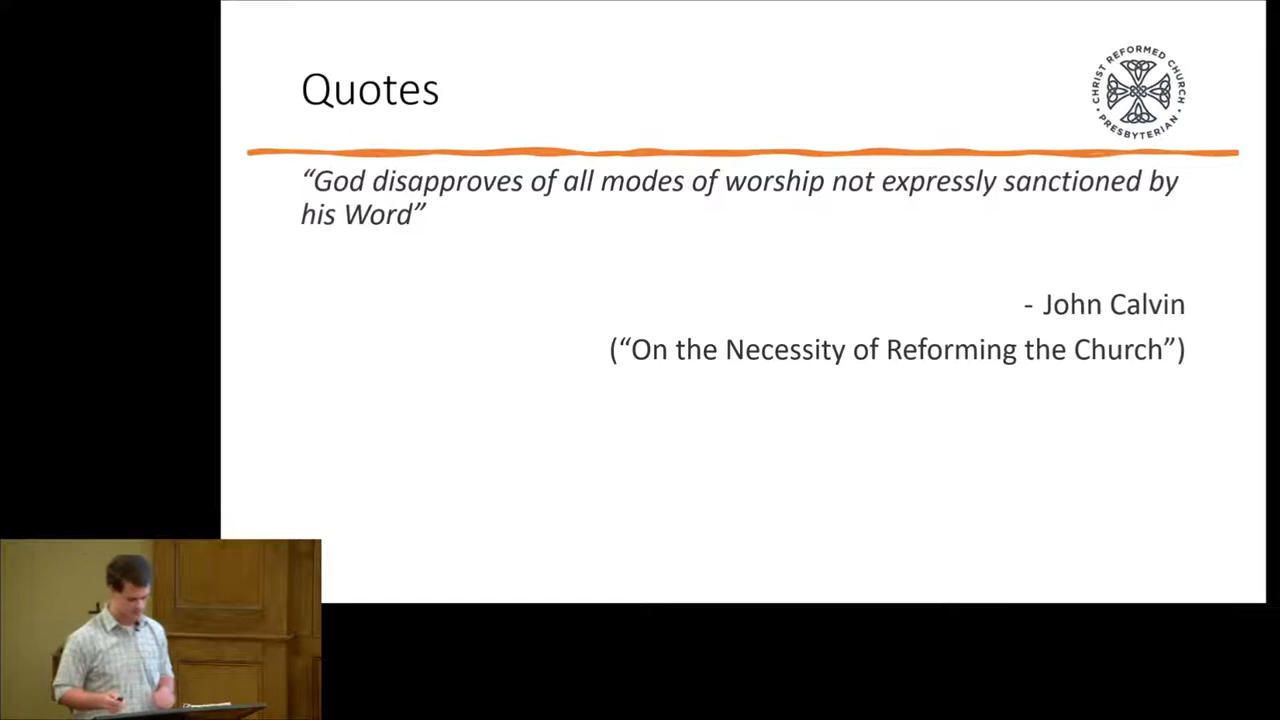 Quotes
CHRIST REFORMED CHURCH
• PRESBYTERIAN •
“God disapproves of all modes of worship not expressly sanctioned by
his Word”
- John Calvin
(“On the Necessity of Reforming the Church”)